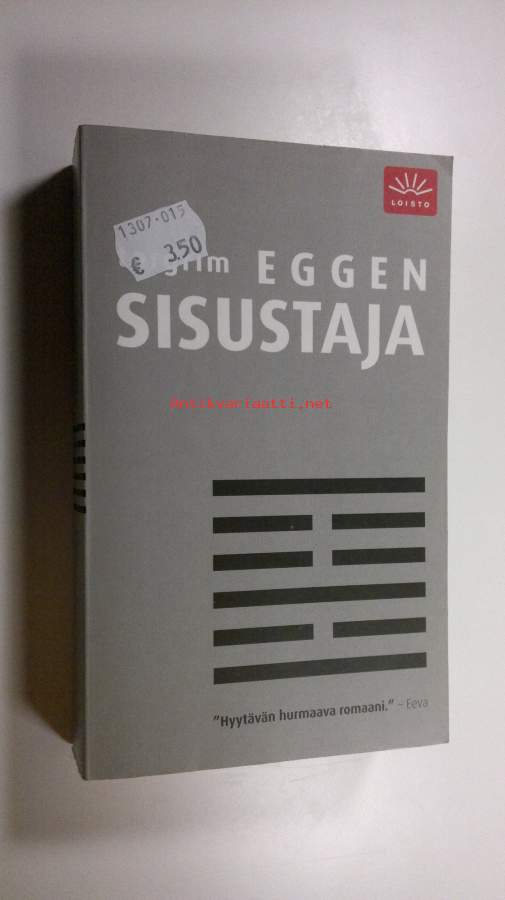 LOISTO
1307-015
€ 3.50
EGGEN
SISUSTAJA
Antikvariaatti.net
"Hyytävän hurmaava romaani." – Eeva